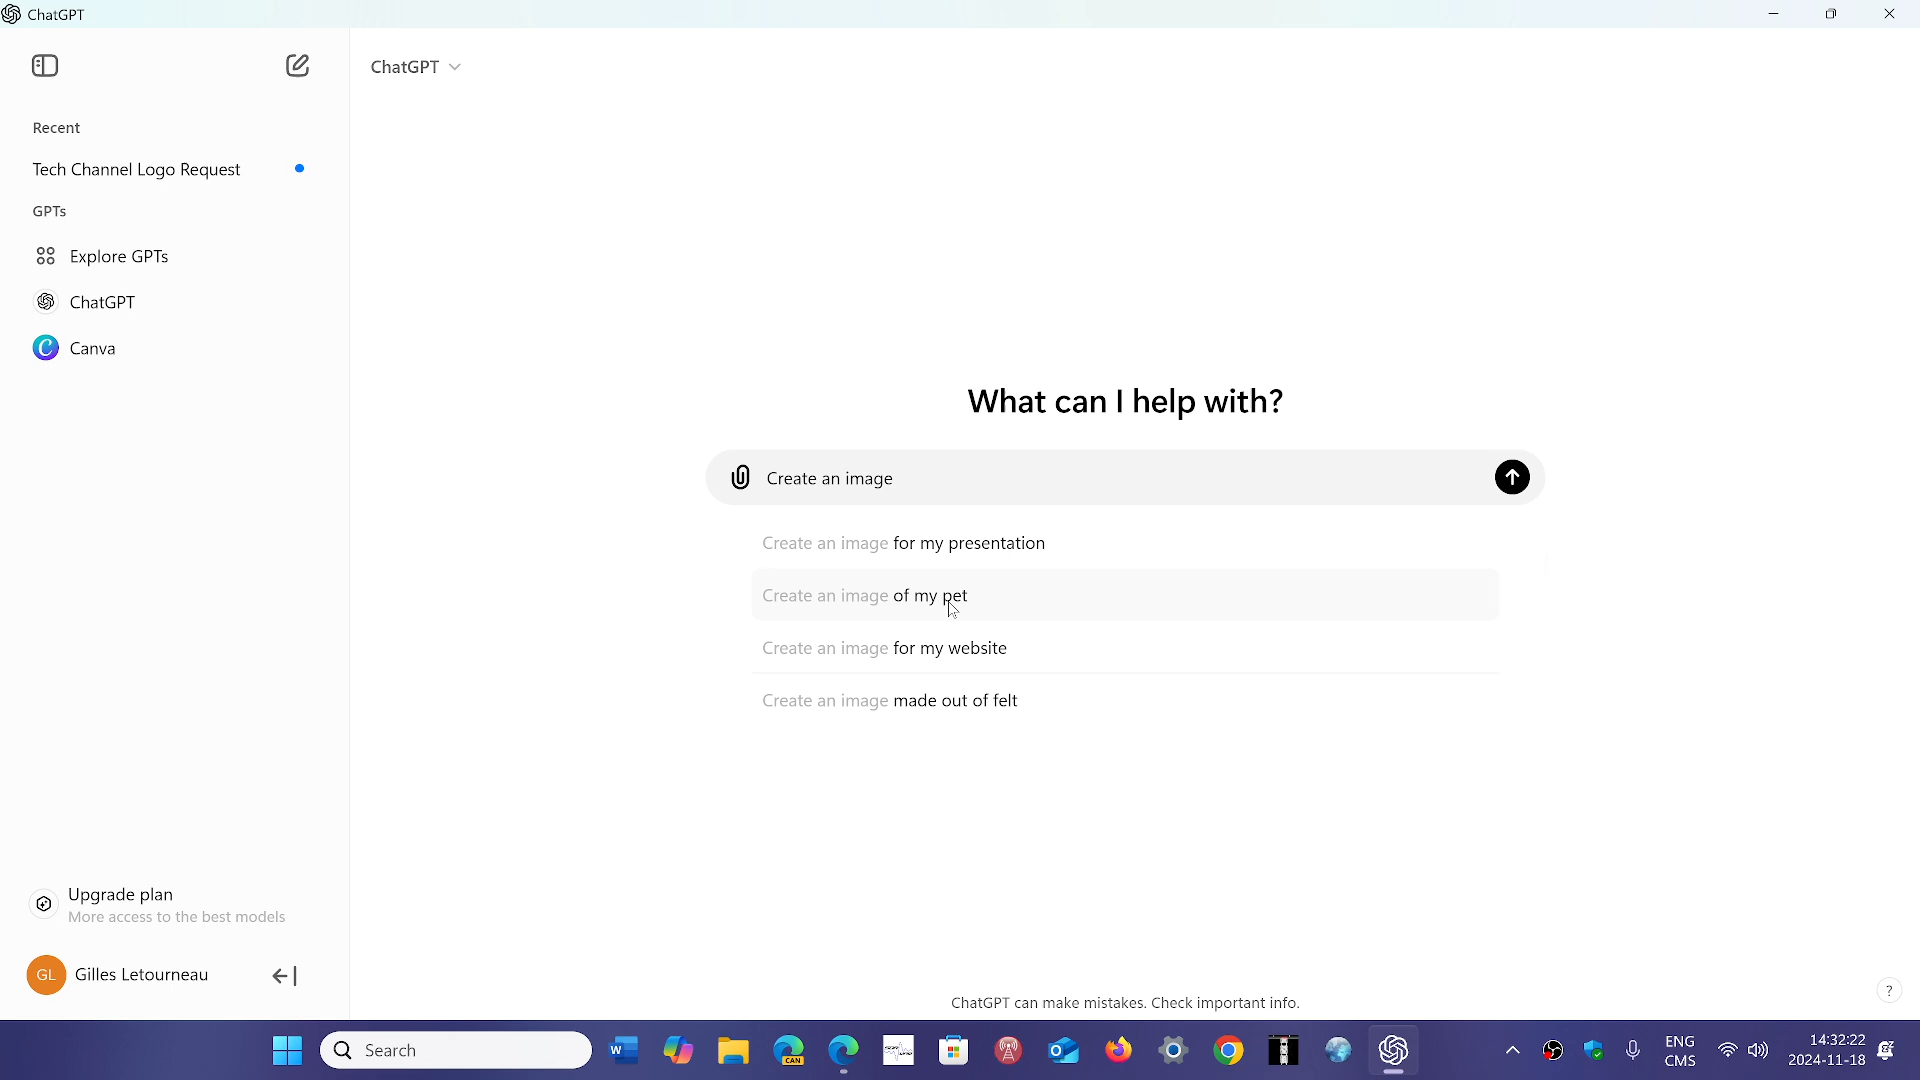 ChatGPT
ChatGPT
Recent
Tech Channel Logo Request
GPTs
Explore GPTs
ChatGPT
Canva
What can I help with?
Create an image
Create an image for my presentation
Create an image of my pet
Create an image for my website
Create an image made out of felt
Upgrade plan
More access to the best models
GL Gilles Letourneau
ChatGPT can make mistakes. Check important info.
?
Search
CAN
ENG
CMS
14:32:22
2024-11-18